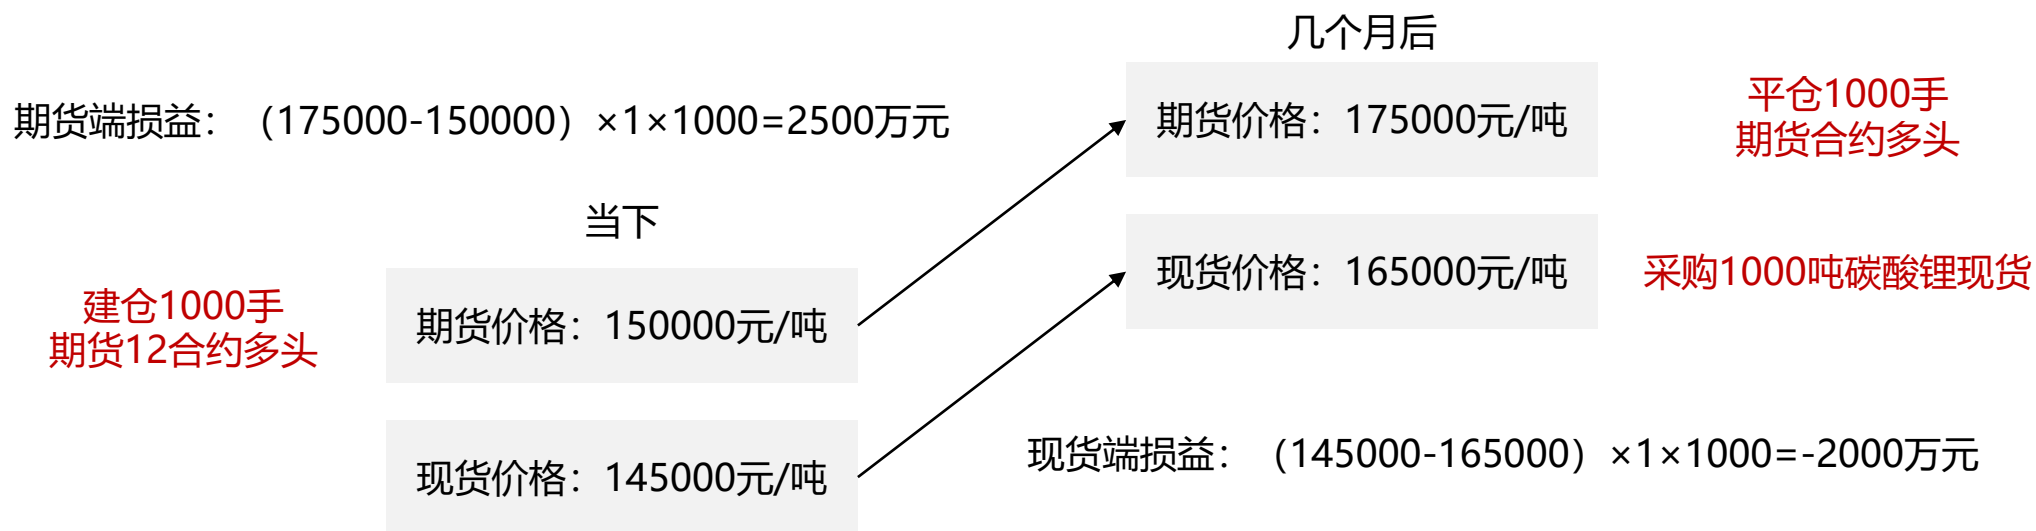 几个月后
期货端损益：（175000-150000）×1×1000=2500万元
期货价格：175000元/吨
平仓1000手
期货合约多头
当下
现货价格：165000元/吨
采购1000吨碳酸锂现货
建仓1000手
期货12合约多头
期货价格：150000元/吨
现货价格：145000元/吨
现货端损益：（145000-165000）×1×1000=-2000万元